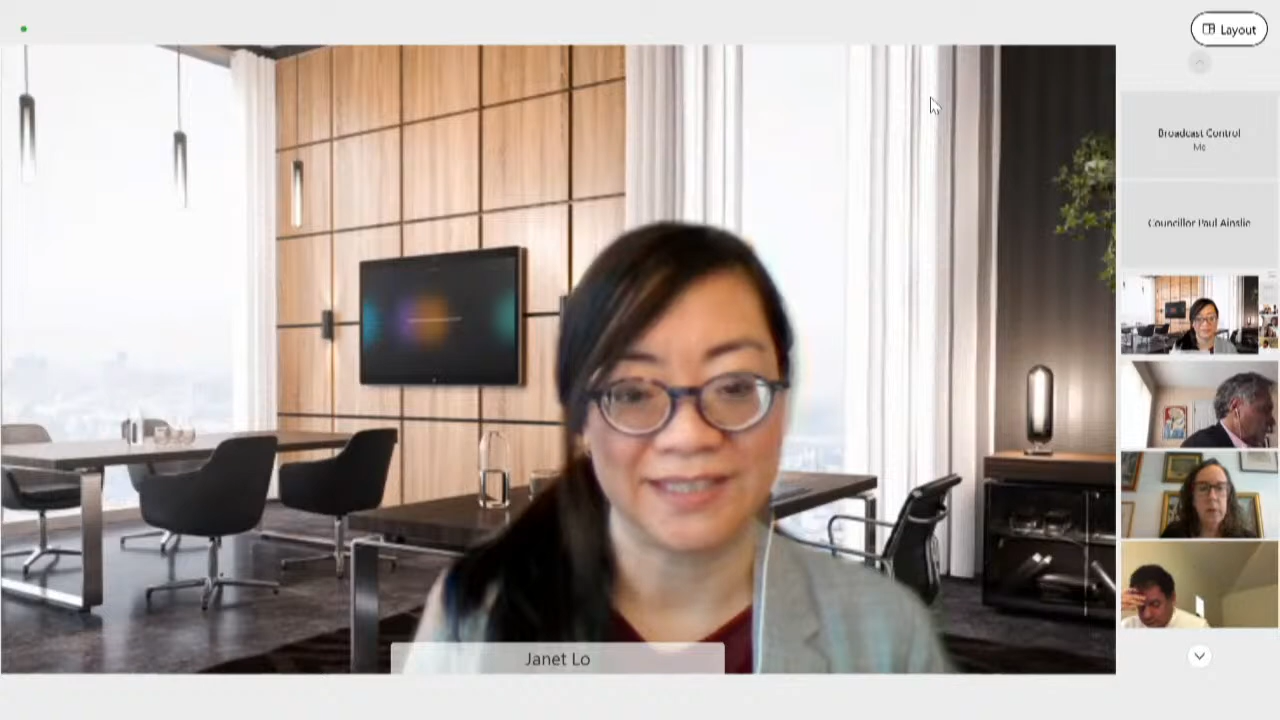 Layout
Broadcast Control
Me
Councillor Paul Ainslie
Janet Lo